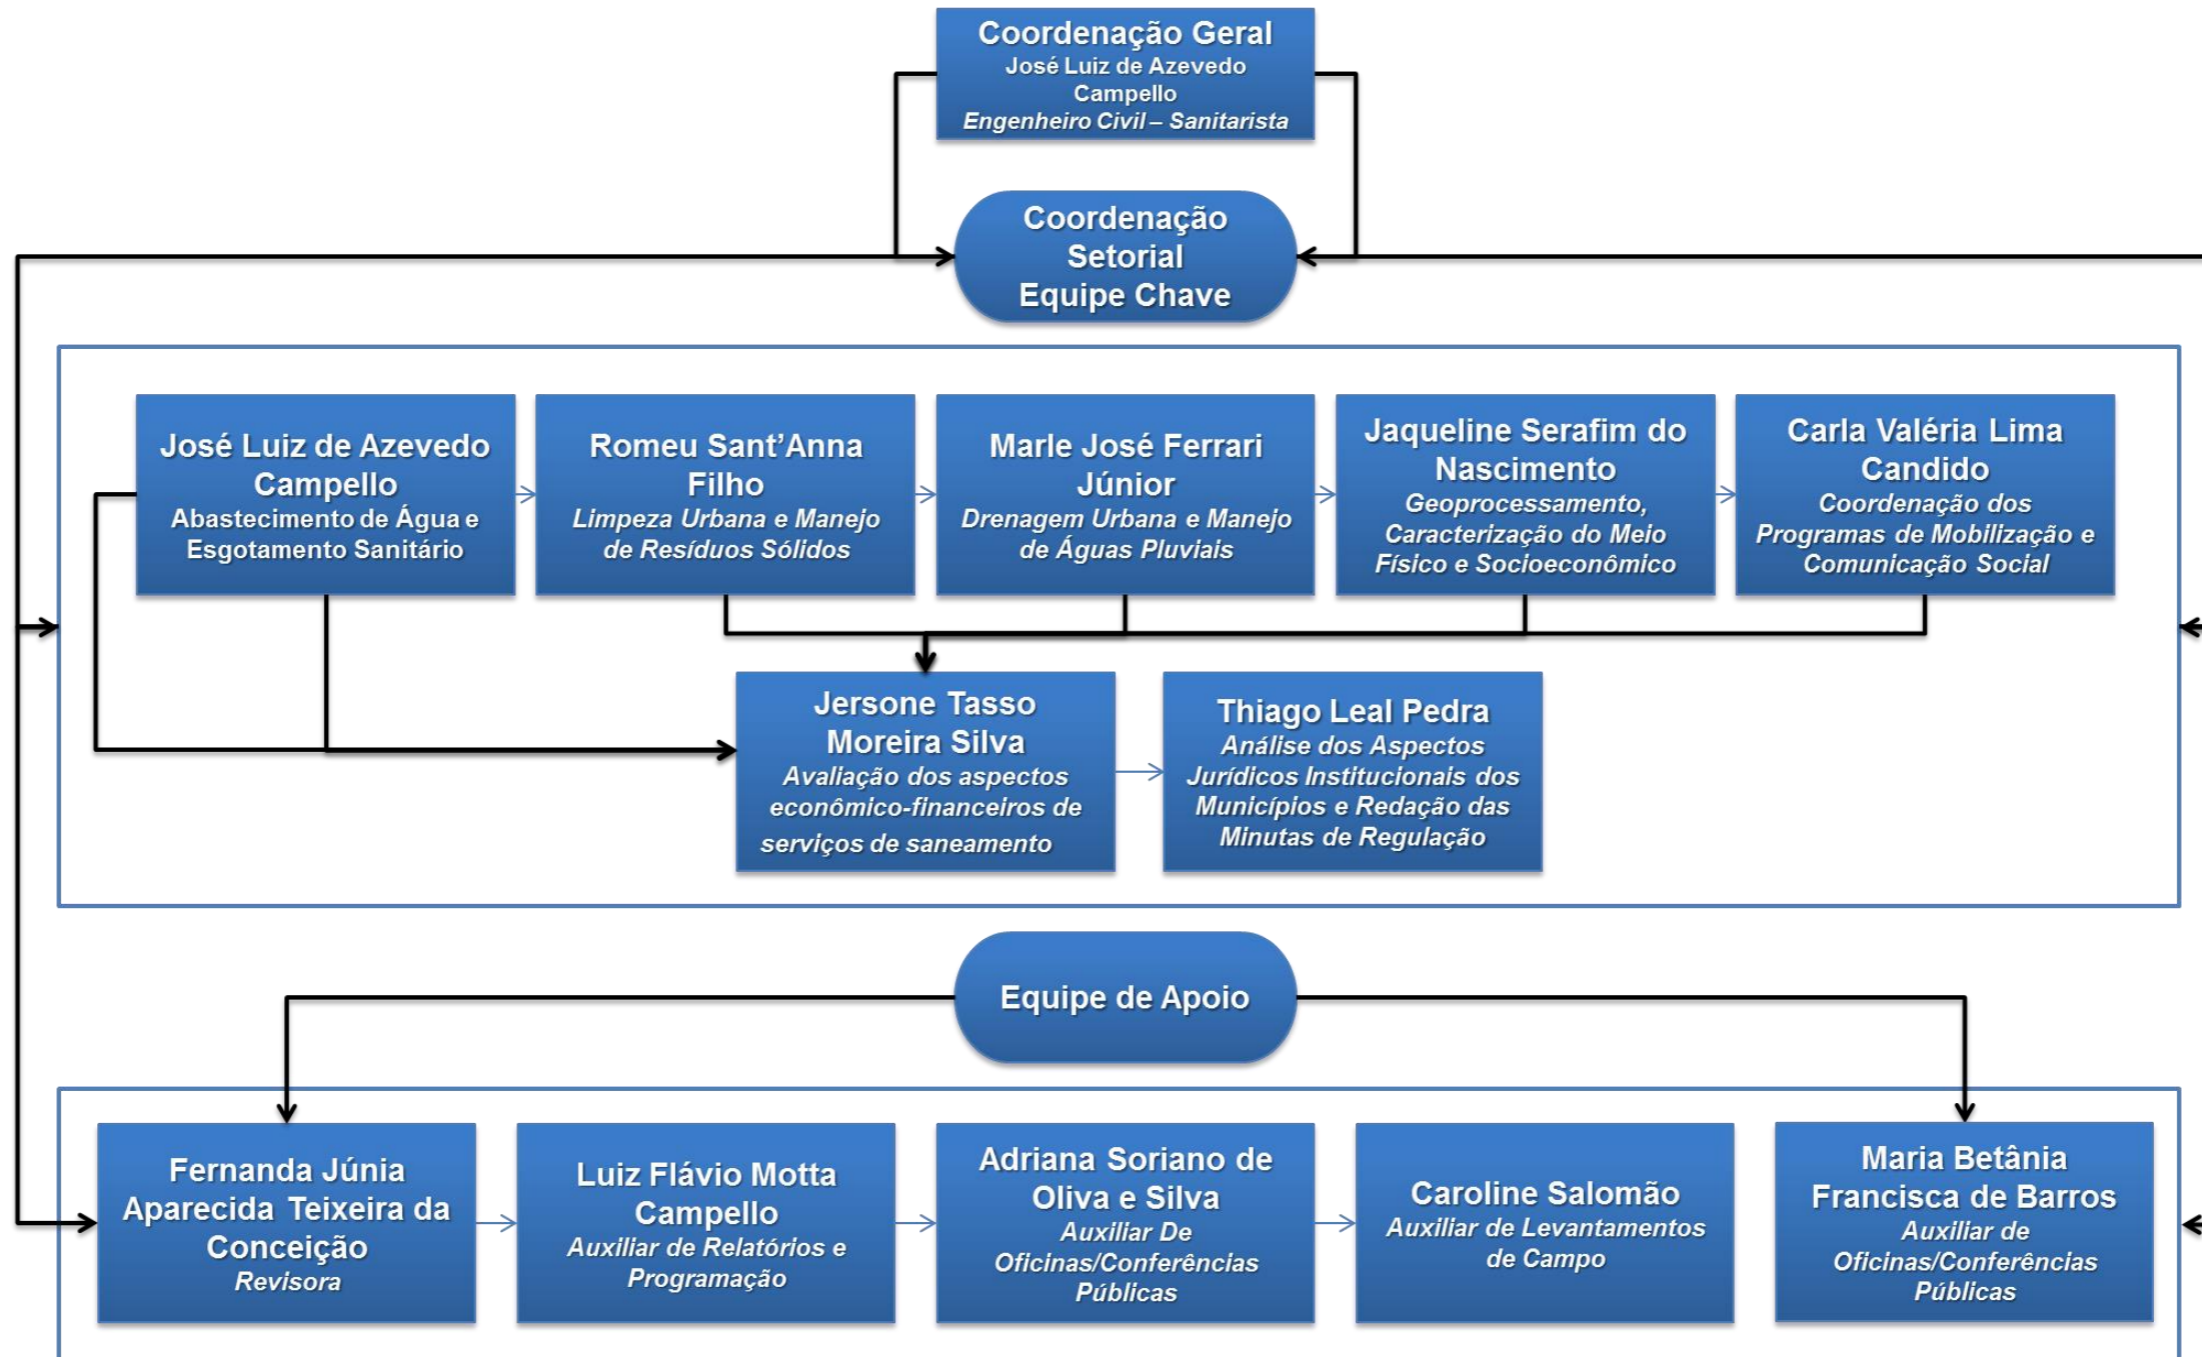 Coordenação Geral
José Luiz de Azevedo
Campello
Engenheiro Civil – Sanitarista
Coordenação
Setorial
Equipe Chave
José Luiz de Azevedo
Campello
Abastecimento de Água e
Esgotamento Sanitário
Romeu Sant’Anna
Filho
Limpeza Urbana e Manejo
de Resíduos Sólidos
Marle José Ferrari
Júnior
Drenagem Urbana e Manejo
de Águas Pluviais
Jaqueline Serafim do
Nascimento
Geoprocessamento,
Caracterização do Meio
Físico e Socioeconômico
Carla Valéria Lima
Candido
Coordenação dos
Programas de Mobilização e
Comunicação Social
Jersone Tasso
Moreira Silva
Avaliação dos aspectos
econômico-financeiros de
serviços de saneamento
Thiago Leal Pedra
Análise dos Aspectos
Jurídicos Institucionais dos
Municípios e Redação das
Minutas de Regulação
Equipe de Apoio
Fernanda Júnia
Aparecida Teixeira da
Conceição
Revisora
Luiz Flávio Motta
Campello
Auxiliar de Relatórios e
Programação
Adriana Soriano de
Oliva e Silva
Auxiliar De
Oficinas/Conferências
Públicas
Caroline Salomão
Auxiliar de Levantamentos
de Campo
Maria Betânia
Francisca de Barros
Auxiliar de
Oficinas/Conferências
Públicas